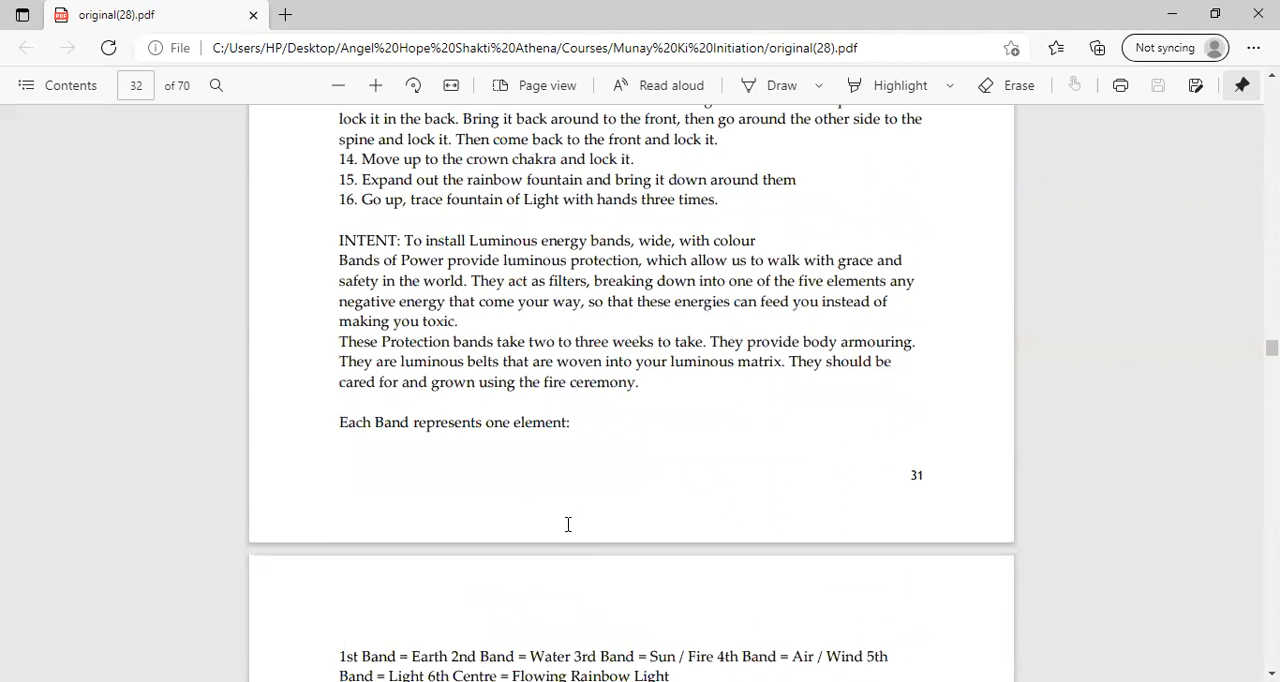 original(28).pdf
File
C:/Users/HP/Desktop/Angel%20Hope%20Shakti%20Athena/Courses/Munay%20Ki%20Initiation/original(28).pdf
Not syncing
Contents
32
of 70
Page view
Read aloud
Draw
Highlight
Erase
lock it in the back. Bring it back around to the front, then go around the other side to the
spine and lock it. Then come back to the front and lock it.
14. Move up to the crown chakra and lock it.
15. Expand out the rainbow fountain and bring it down around them
16. Go up, trace fountain of Light with hands three times.
INTENT: To install Luminous energy bands, wide, with colour
Bands of Power provide luminous protection, which allow us to walk with grace and
safety in the world. They act as filters, breaking down into one of the five elements any
negative energy that come your way, so that these energies can feed you instead of
making you toxic.
These Protection bands take two to three weeks to take. They provide body armouring.
They are luminous belts that are woven into your luminous matrix. They should be
cared for and grown using the fire ceremony.
Each Band represents one element:
31
1st Band = Earth 2nd Band = Water 3rd Band = Sun / Fire 4th Band = Air / Wind 5th
Band = Light 6th Centre = Flowing Rainbow Light